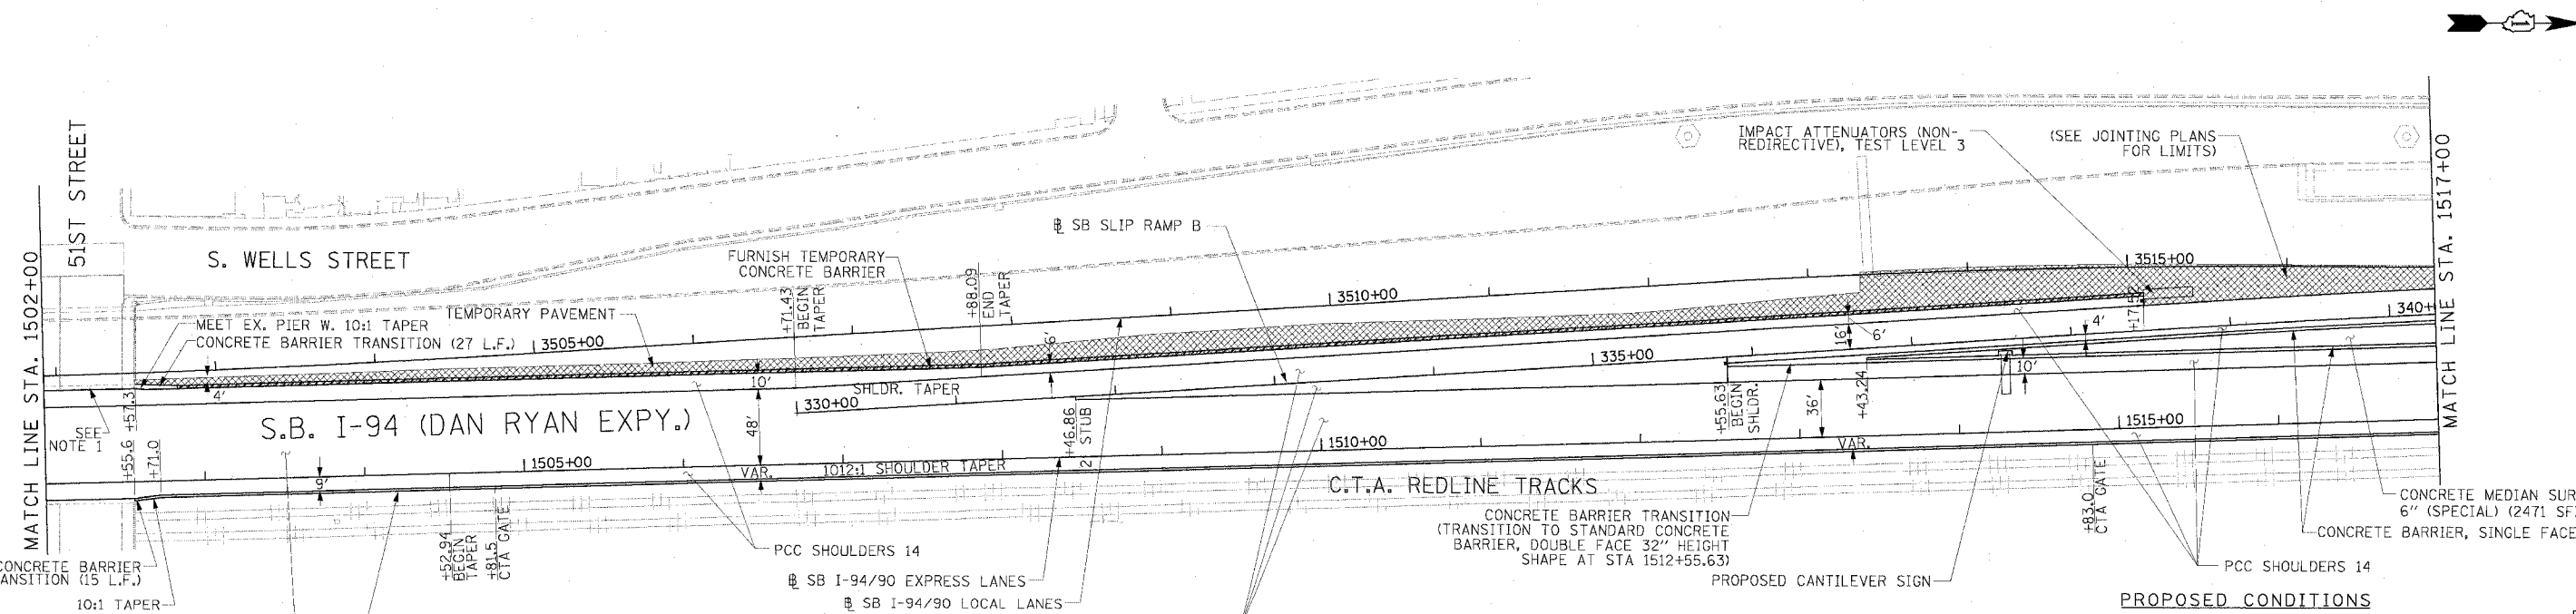 MATCH LINE STA. 1502+00
51ST STREET
S. WELLS STREET
MEET EX. PIER W. 10:1 TAPER
CONCRETE BARRIER TRANSITION (27 L.F.)
3505+00
TEMPORARY PAVEMENT
FURNISH TEMPORARY
CONCRETE BARRIER
+71.43
BEGIN
TAPER
+88.09
END
TAPER
℄ SB SLIP RAMP B
3510+00
IMPACT ATTENUATORS (NON-
REDIRECTIVE), TEST LEVEL 3
(SEE JOINTING PLANS
FOR LIMITS)
3515+00
MATCH LINE STA. 1517+00
340+
4'
+17.5
6'
16'
6'
335+00
10'
SHLDR. TAPER
330+00
4'
SEE
NOTE 1
+55.6
+57.3
+71.0
S.B. I-94 (DAN RYAN EXPY.)
48'
+46.86
2' STUB
+55.63
BEGIN
SHLDR.
36'
+43.24
10'
1515+00
VAR.
1510+00
1505+00
VAR.
1012:1 SHOULDER TAPER
9'
C.T.A. REDLINE TRACKS
+52.94
BEGIN
TAPER
+81.5
CTA GATE
+83.0
CTA GATE
CONCRETE BARRIER
ANSITION (15 L.F.)
10:1 TAPER
PCC SHOULDERS 14
℄ SB I-94/90 EXPRESS LANES
℄ SB I-94/90 LOCAL LANES
CONCRETE BARRIER TRANSITION
(TRANSITION TO STANDARD CONCRETE
BARRIER, DOUBLE FACE 32" HEIGHT
SHAPE AT STA 1512+55.63)
PROPOSED CANTILEVER SIGN
CONCRETE MEDIAN SUR
6" (SPECIAL) (2471 SF
CONCRETE BARRIER, SINGLE FACE
PCC SHOULDERS 14
PROPOSED CONDITIONS